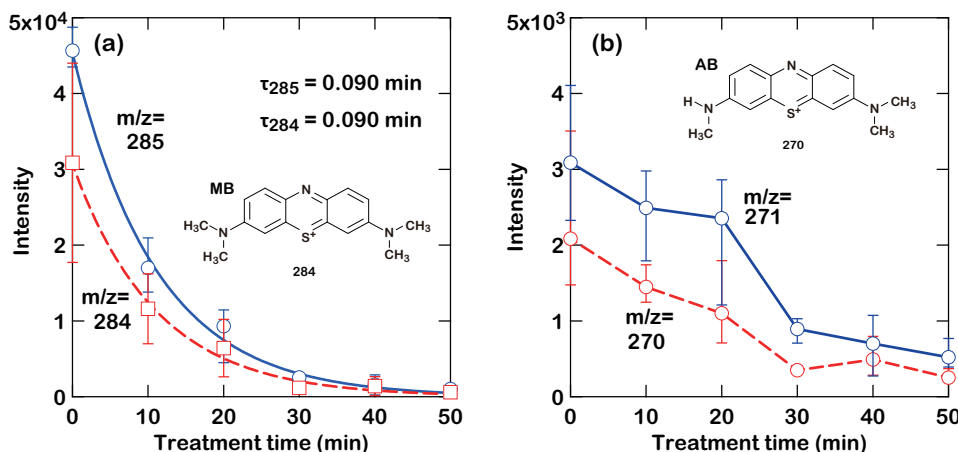 5x10⁴
(a)
4
3
2
1
0
0 10 20 30 40 50
Intensity
Treatment time (min)
τ285 = 0.090 min
τ284 = 0.090 min
m/z=
285
m/z=
284
MB
N
S⁺
H₃C
N
H₃C
N
CH₃
CH₃
284
5x10³
(b)
4
3
2
1
0
0 10 20 30 40 50
Intensity
Treatment time (min)
m/z=
271
m/z=
270
AB
N
S⁺
H
N
H₃C
N
CH₃
CH₃
270